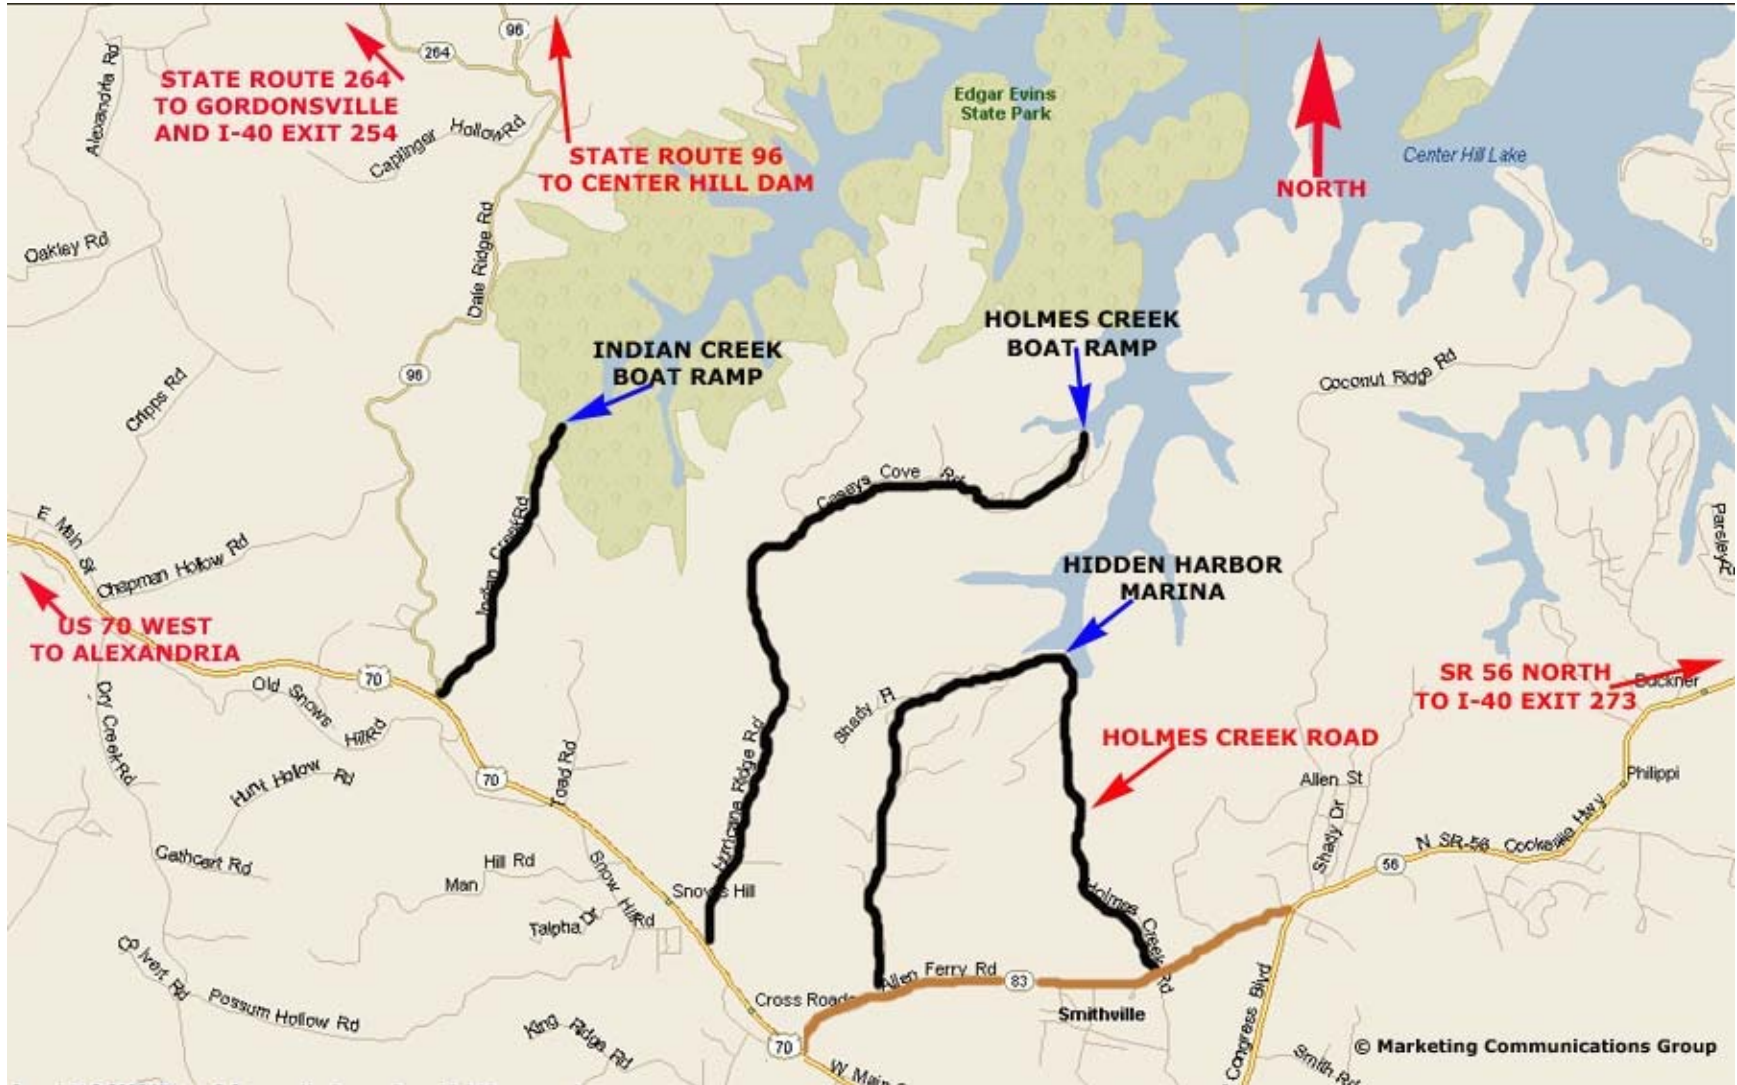 96
264
STATE ROUTE 264
TO GORDONSVILLE
AND I-40 EXIT 254
Alexandria Rd
Caplinger Hollow Rd
STATE ROUTE 96
TO CENTER HILL DAM
Edgar Evins
State Park
NORTH
Center Hill Lake
Oakley Rd
Dale Ridge Rd
HOLMES CREEK
BOAT RAMP
INDIAN CREEK
BOAT RAMP
96
Cripps Rd
Coconut Ridge Rd
Caseys Cove Rd
E Main St
Indian Creek Rd
Chapman Hollow Rd
Parsley R
HIDDEN HARBOR
MARINA
US 70 WEST
TO ALEXANDRIA
70
Old Snows Hill Rd
Dry Creek Rd
Shady R
SR 56 NORTH
TO I-40 EXIT 273
Buckner
HOLMES CREEK ROAD
Hurricane Ridge Rd
Toad Rd
70
Hunt Hollow Rd
Allen St
Philippi
Shady Dr
N SR-56 Cookeville Hwy
56
Cathcart Rd
Hill Rd
Man
Snow Hill Rd
Snows Hill
Talpha Dr
Holmes Creek Rd
Colvert Rd
Possum Hollow Rd
Allen Ferry Rd
83
Cross Roads
King Ridge Rd
70
W Main
Smithville
Congress Blvd
Smith Rd
© Marketing Communications Group